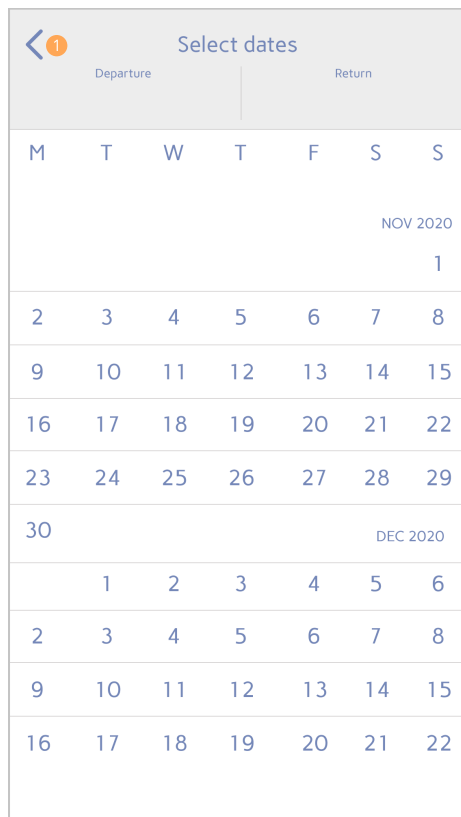 1 Select dates
Departure Return
M T W T F S S
NOV 2020
1
2 3 4 5 6 7 8
9 10 11 12 13 14 15
16 17 18 19 20 21 22
23 24 25 26 27 28 29
30
DEC 2020
1 2 3 4 5 6
2 3 4 5 6 7 8
9 10 11 12 13 14 15
16 17 18 19 20 21 22